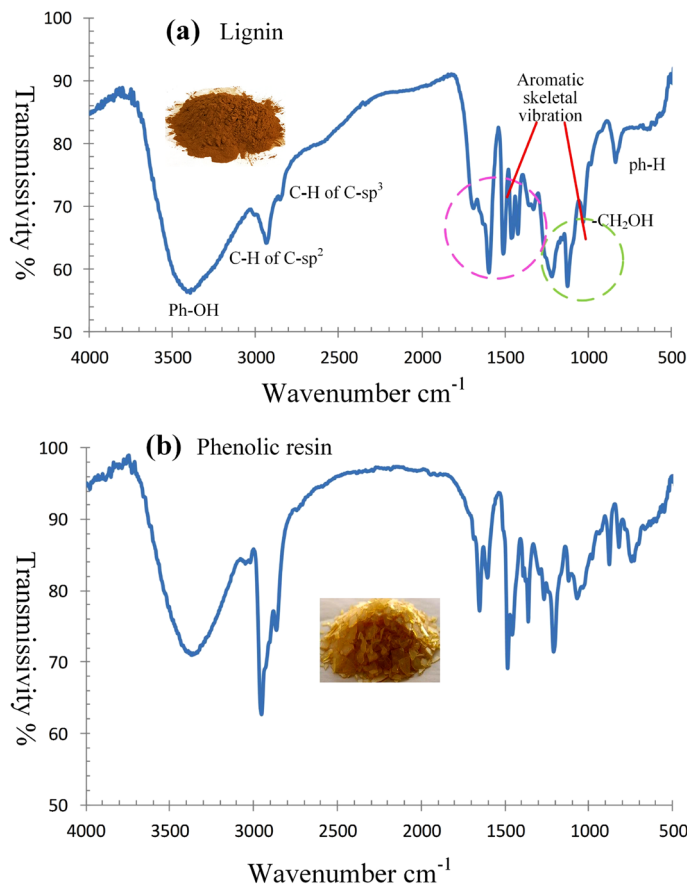 (a) Lignin
Transmissivity %
100
90
80
70
60
50
Aromatic
skeletal
vibration
ph-H
C-H of C-sp³
-CH₂OH
C-H of C-sp²
Ph-OH
4000 3500 3000 2500 2000 1500 1000 500
Wavenumber cm⁻¹
(b) Phenolic resin
Transmissivity %
100
90
80
70
60
50
4000 3500 3000 2500 2000 1500 1000 500
Wavenumber cm⁻¹